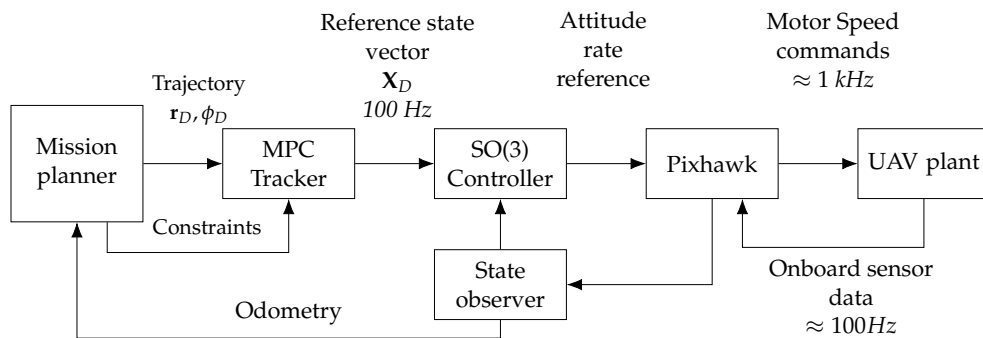 Reference state
vector
𝐗_D
100 Hz
Attitude
rate
reference
Motor Speed
commands
≈ 1 kHz
Trajectory
𝐫_D, ϕ_D
Mission
planner
MPC
Tracker
SO(3)
Controller
Pixhawk
UAV plant
Constraints
State
observer
Onboard sensor
data
≈ 100Hz
Odometry